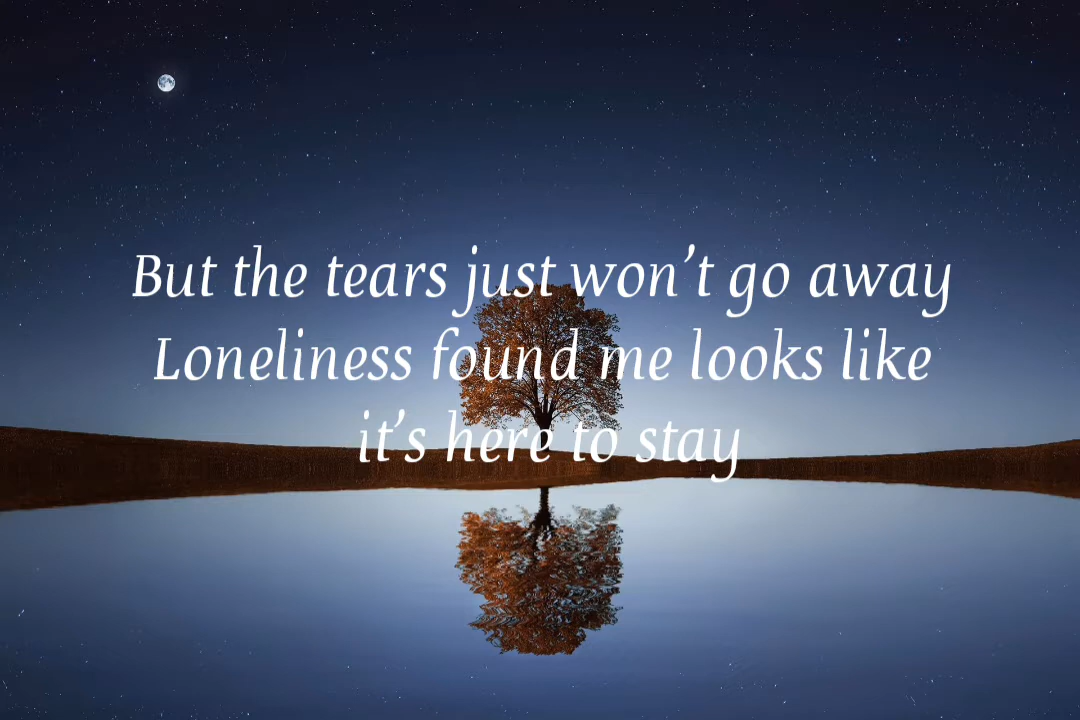 But the tears just won’t go away
Loneliness found me looks like
it’s here to stay